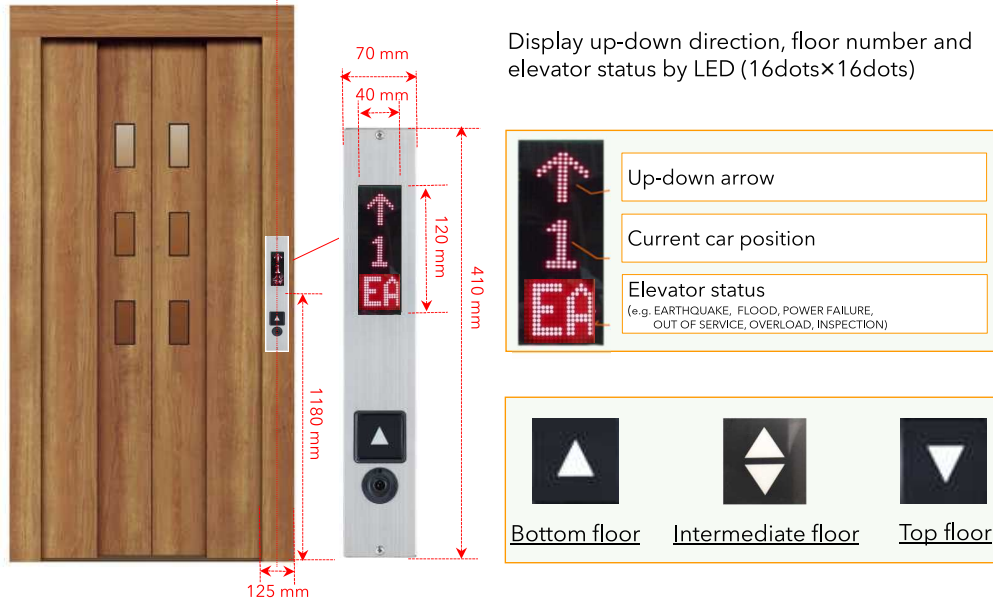 Display up-down direction, floor number and
elevator status by LED (16dots×16dots)
70 mm
40 mm
120 mm
410 mm
1180 mm
125 mm
↑
1
EA
↑
1
EA
Up-down arrow
Current car position
Elevator status
(e.g. EARTHQUAKE, FLOOD, POWER FAILURE,
OUT OF SERVICE, OVERLOAD, INSPECTION)
Bottom floor
Intermediate floor
Top floor